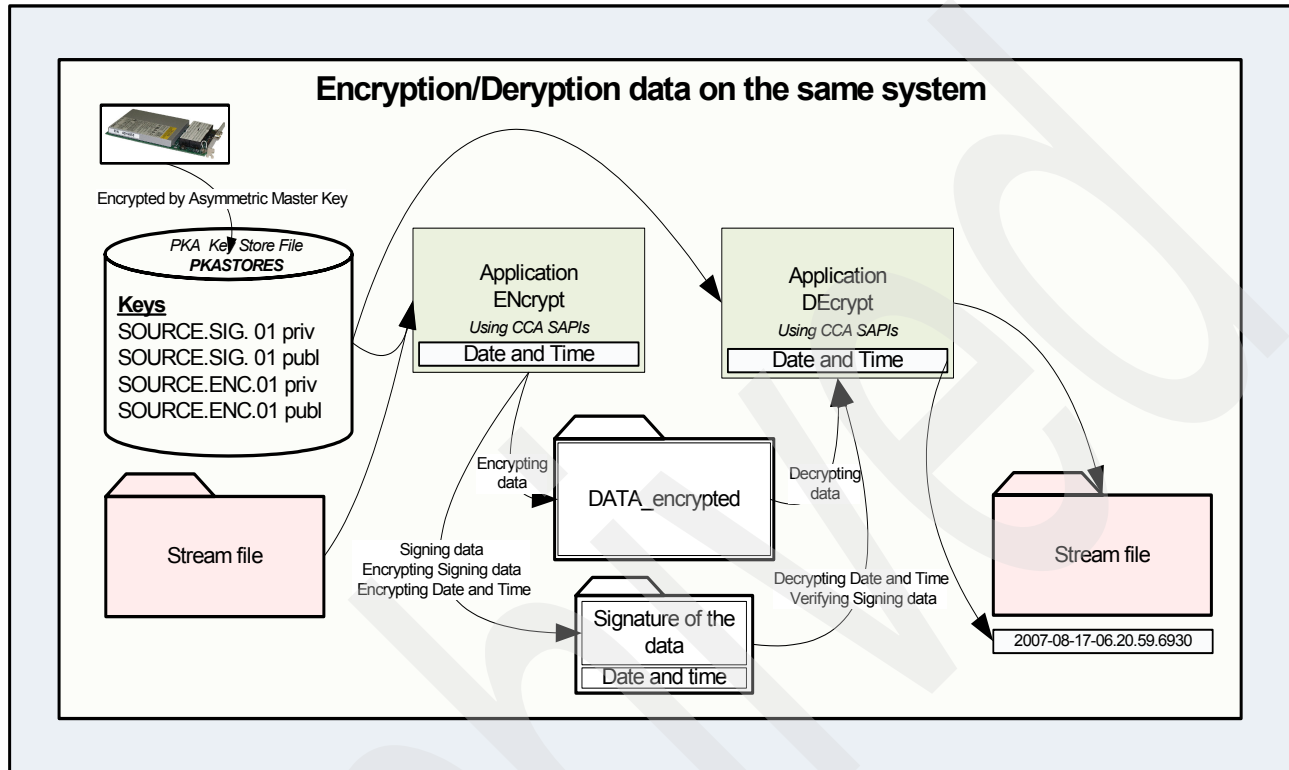 Encryption/Deryption data on the same system
Encrypted by Asymmetric Master Key
PKA Key Store File
PKASTORES
Keys
SOURCE.SIG. 01 priv
SOURCE.SIG. 01 publ
SOURCE.ENC.01 priv
SOURCE.ENC.01 publ
Application
ENcrypt
Using CCA SAPIs
Date and Time
Application
DEcrypt
Using CCA SAPIs
Date and Time
Encrypting
data
DATA_encrypted
Decrypting
data
Stream file
Signing data
Encrypting Signing data
Encrypting Date and Time
Signature of the
data
Date and time
Decrypting Date and Time
Verifying Signing data
Stream file
2007-08-17-06.20.59.6930